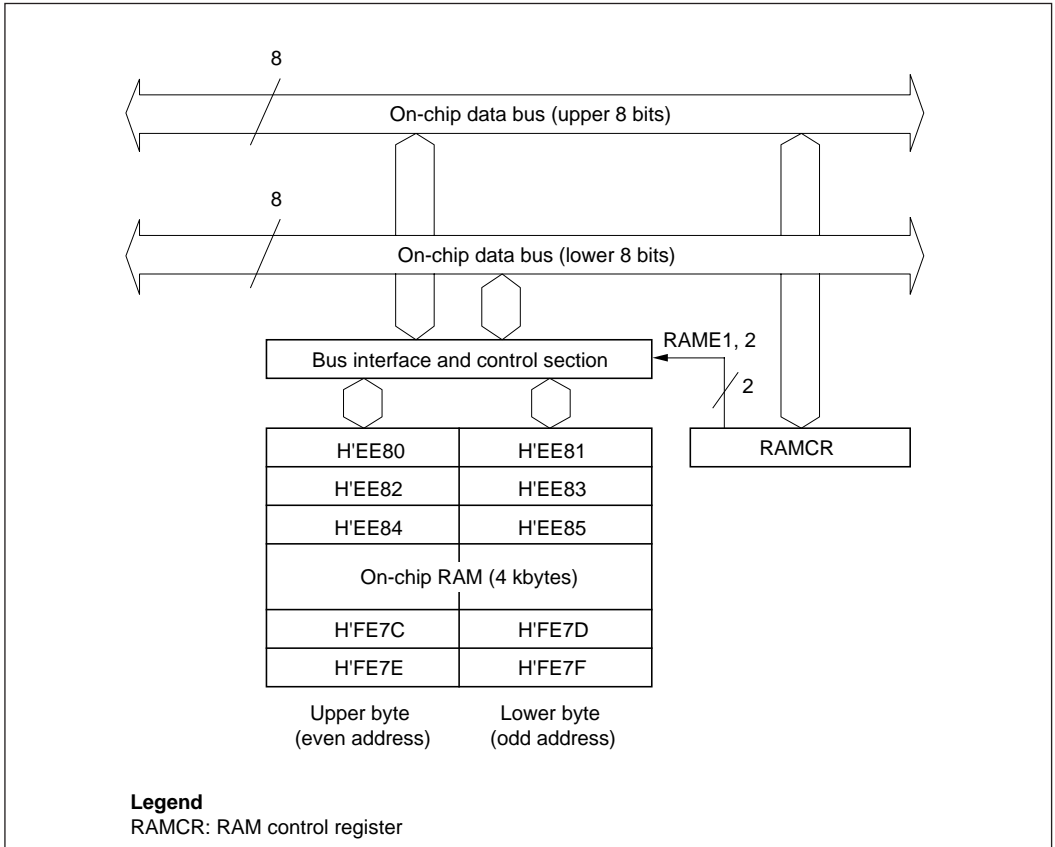 8
On-chip data bus (upper 8 bits)
8
On-chip data bus (lower 8 bits)
RAME1, 2
Bus interface and control section
2
H'EE80 H'EE81 RAMCR
H'EE82 H'EE83
H'EE84 H'EE85
On-chip RAM (4 kbytes)
H'FE7C H'FE7D
H'FE7E H'FE7F
Upper byte Lower byte
(even address) (odd address)
Legend
RAMCR: RAM control register